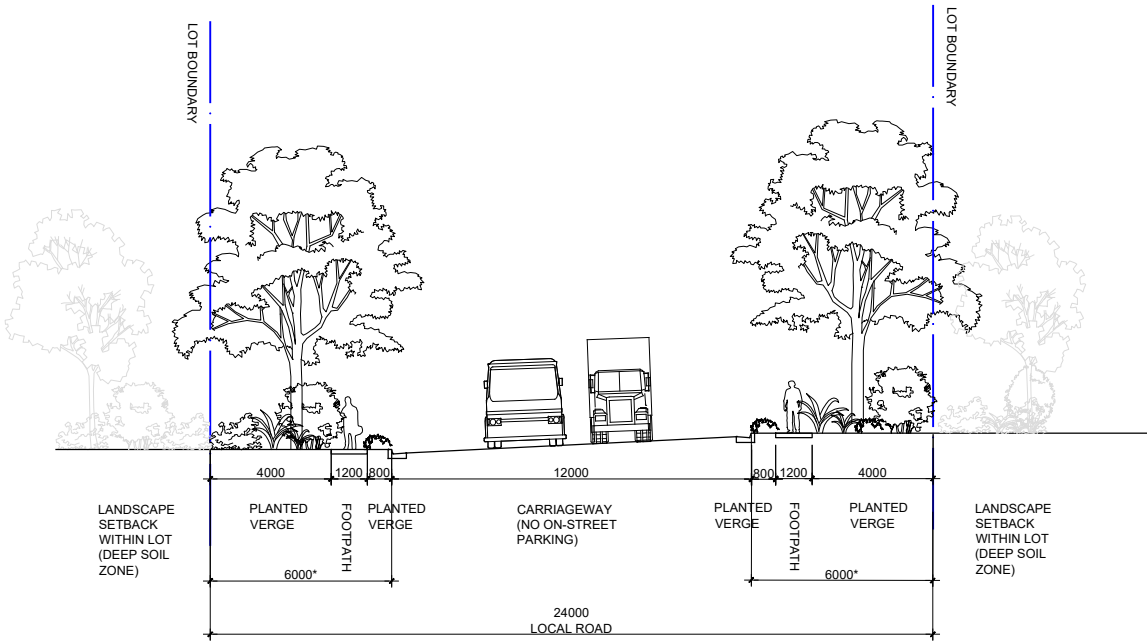 LOT BOUNDARY
LOT BOUNDARY
4000
1200
800
12000
800
1200
4000
LANDSCAPE
SETBACK
WITHIN LOT
(DEEP SOIL
ZONE)
PLANTED
VERGE
FOOTPATH
PLANTED
VERGE
CARRIAGEWAY
(NO ON-STREET
PARKING)
PLANTED
VERGE
FOOTPATH
PLANTED
VERGE
LANDSCAPE
SETBACK
WITHIN LOT
(DEEP SOIL
ZONE)
6000*
6000*
24000
LOCAL ROAD